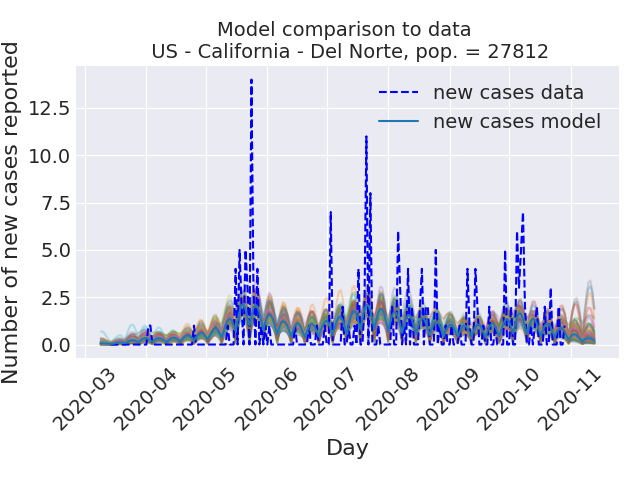 Model comparison to data
US - California - Del Norte, pop. = 27812
Number of new cases reported
12.5
10.0
7.5
5.0
2.5
0.0
new cases data
new cases model
2020-03
2020-04
2020-05
2020-06
2020-07
2020-08
2020-09
2020-10
2020-11
Day